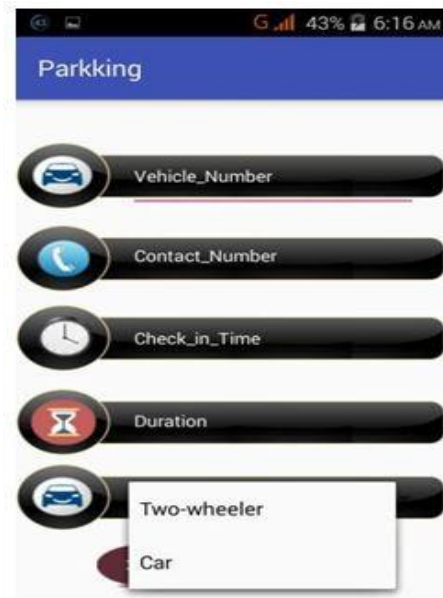 G 43% 6:16 AM
Parkking
Vehicle_Number
Contact_Number
Check_in_Time
Duration
Two-wheeler
Car